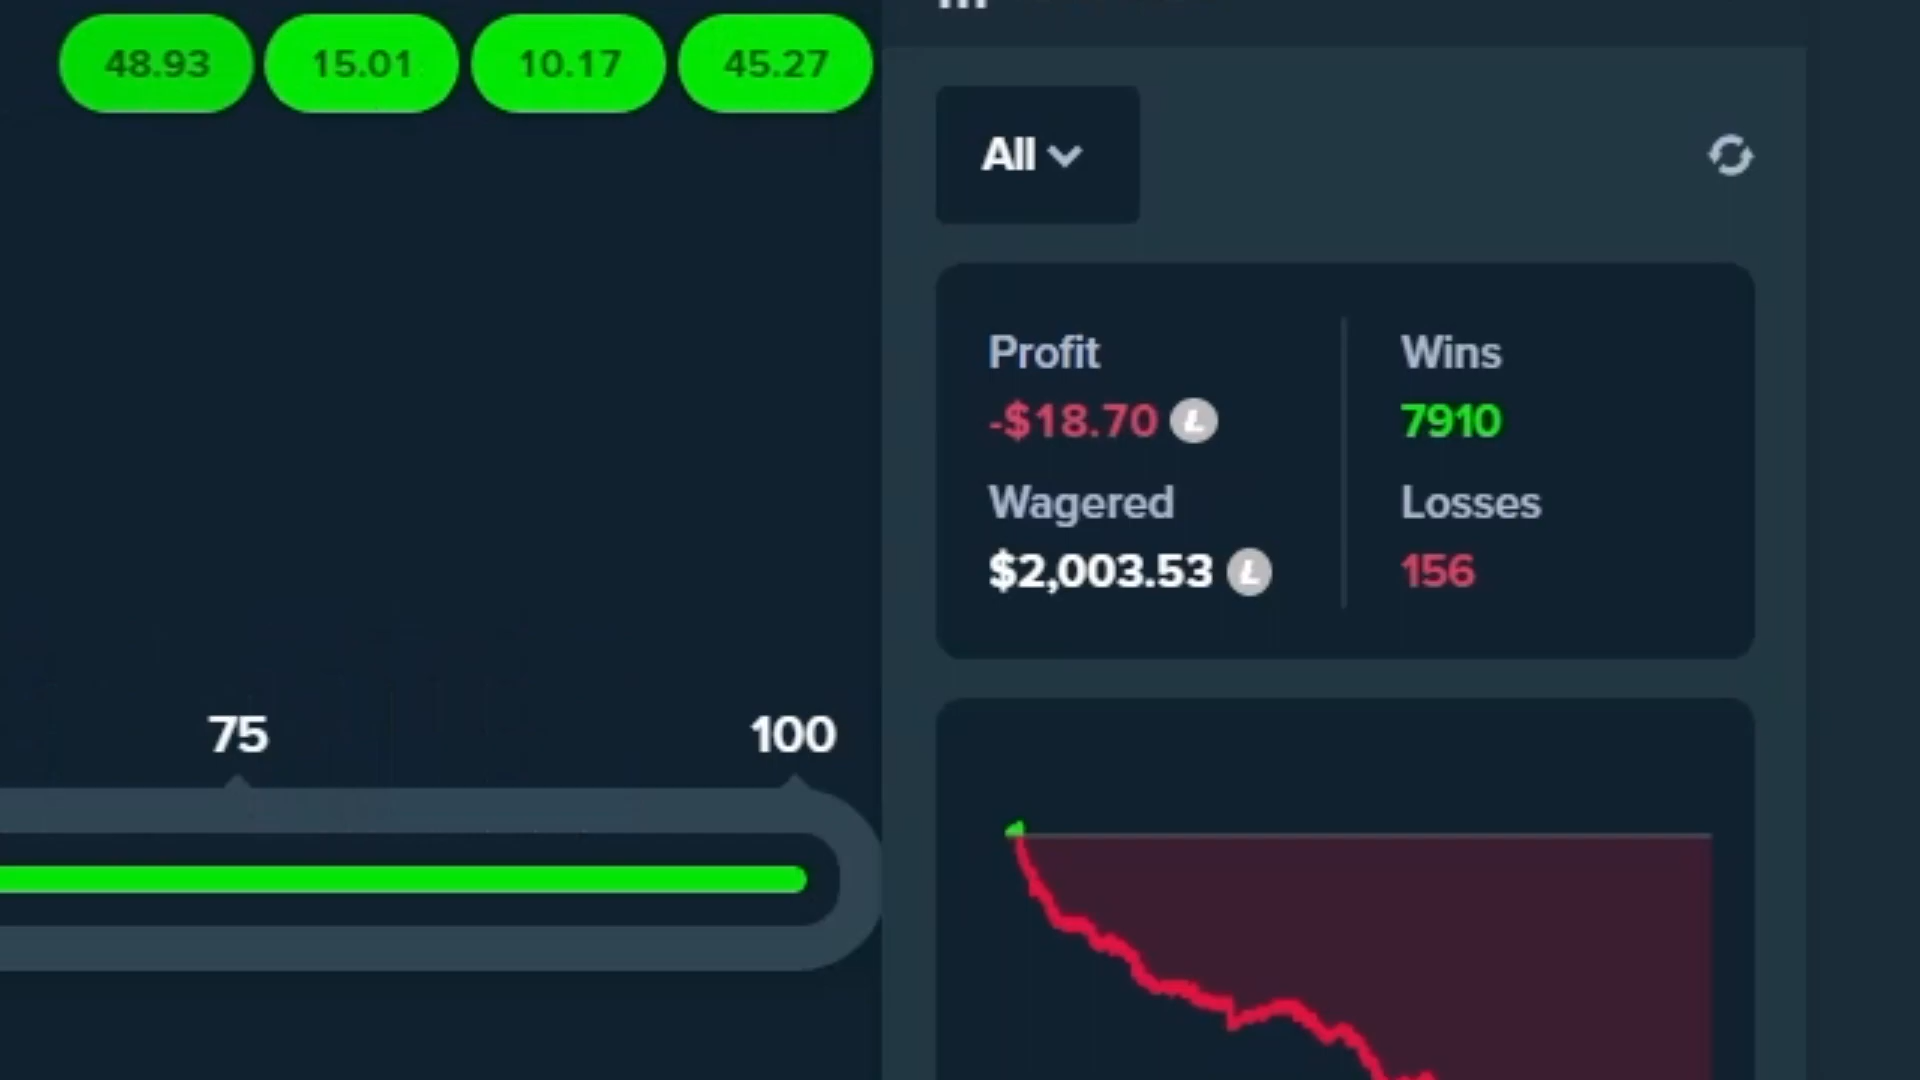 48.93 15.01 10.17 45.27
All
Profit
-$18.70
Wins
7910
Wagered
$2,003.53
Losses
156
75 100